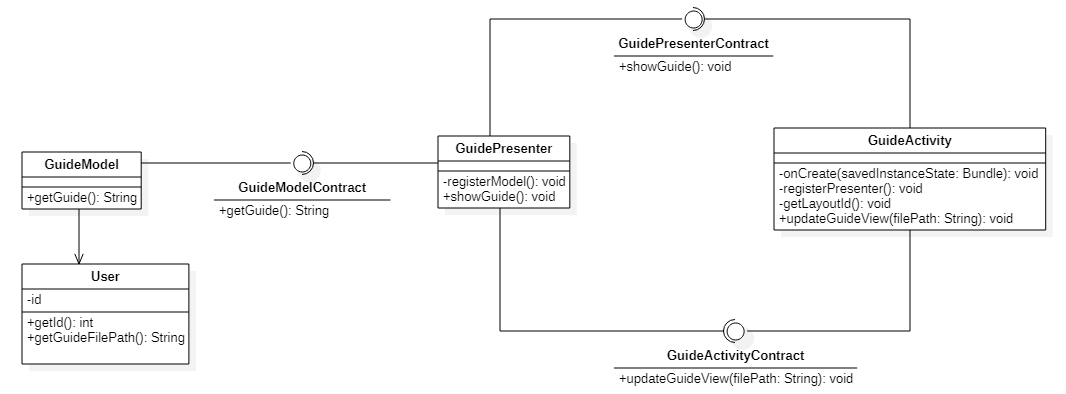 GuidePresenterContract
+showGuide(): void
GuideModel
+getGuide(): String
GuideModelContract
+getGuide(): String
GuidePresenter
-registerModel(): void
+showGuide(): void
GuideActivity
-onCreate(savedInstanceState: Bundle): void
-registerPresenter(): void
-getLayoutId(): void
+updateGuideView(filePath: String): void
User
-id
+getId(): int
+getGuideFilePath(): String
GuideActivityContract
+updateGuideView(filePath: String): void